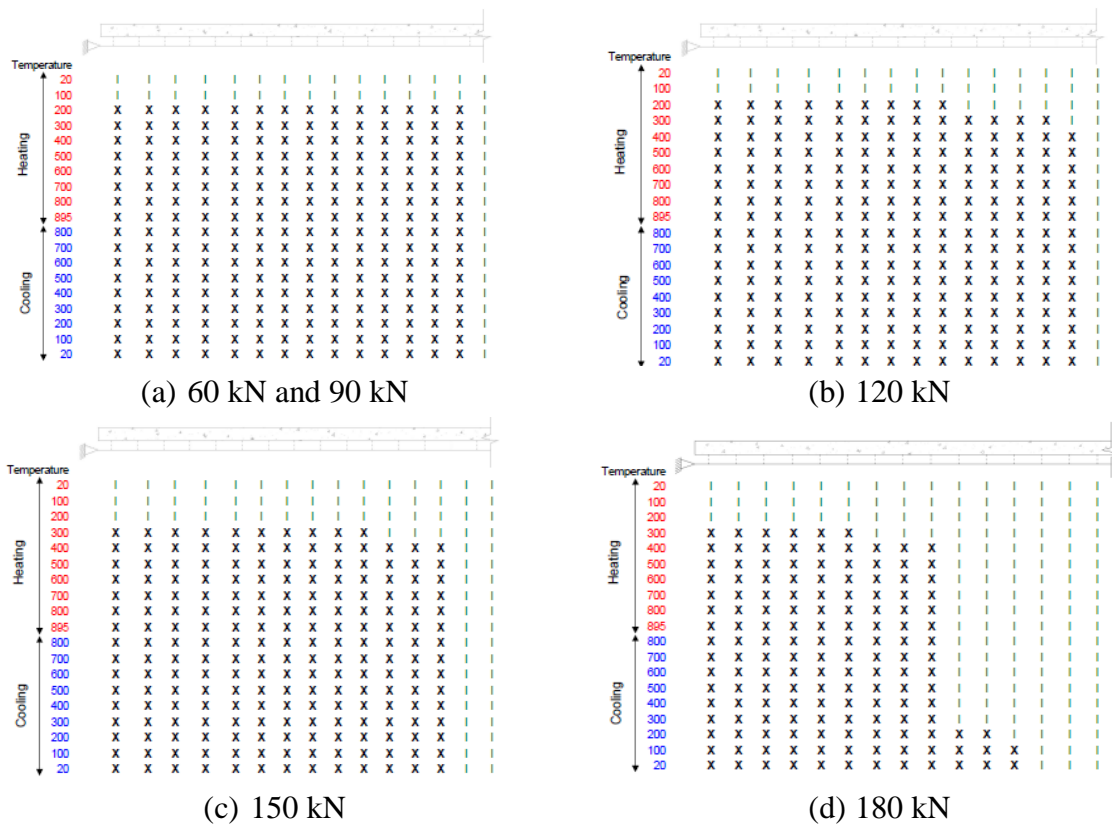 Temperature
Heating
Cooling
20 I I I I I I I I I I I I I I I
100 I I I I I I I I I I I I I I I
200 X X X X X X X X X X X X X X I
300 X X X X X X X X X X X X X X I
400 X X X X X X X X X X X X X X I
500 X X X X X X X X X X X X X X I
600 X X X X X X X X X X X X X X I
700 X X X X X X X X X X X X X X I
800 X X X X X X X X X X X X X X I
895 X X X X X X X X X X X X X X I
800 X X X X X X X X X X X X X X I
700 X X X X X X X X X X X X X X I
600 X X X X X X X X X X X X X X I
500 X X X X X X X X X X X X X X I
400 X X X X X X X X X X X X X X I
300 X X X X X X X X X X X X X X I
200 X X X X X X X X X X X X X X I
100 X X X X X X X X X X X X X X I
20 X X X X X X X X X X X X X X I
(a) 60 kN and 90 kN
Temperature
Heating
Cooling
20 I I I I I I I I I I I I I I I
100 I I I I I I I I I I I I I I I
200 X X X X X X X X X I I I I I I
300 X X X X X X X X X X X X X I I
400 X X X X X X X X X X X X X X I
500 X X X X X X X X X X X X X X I
600 X X X X X X X X X X X X X X I
700 X X X X X X X X X X X X X X I
800 X X X X X X X X X X X X X X I
895 X X X X X X X X X X X X X X I
800 X X X X X X X X X X X X X X I
700 X X X X X X X X X X X X X X I
600 X X X X X X X X X X X X X X I
500 X X X X X X X X X X X X X X I
400 X X X X X X X X X X X X X X I
300 X X X X X X X X X X X X X X I
200 X X X X X X X X X X X X X X I
100 X X X X X X X X X X X X X X I
20 X X X X X X X X X X X X X X I
(b) 120 kN
Temperature
Heating
Cooling
20 I I I I I I I I I I I I I I I
100 I I I I I I I I I I I I I I I
200 I I I I I I I I I I I I I I I
300 X X X X X X X X X X I I I I I
400 X X X X X X X X X X X X X I I
500 X X X X X X X X X X X X X I I
600 X X X X X X X X X X X X X I I
700 X X X X X X X X X X X X X I I
800 X X X X X X X X X X X X X I I
895 X X X X X X X X X X X X X I I
800 X X X X X X X X X X X X X I I
700 X X X X X X X X X X X X X I I
600 X X X X X X X X X X X X X I I
500 X X X X X X X X X X X X X I I
400 X X X X X X X X X X X X X I I
300 X X X X X X X X X X X X X I I
200 X X X X X X X X X X X X X I I
100 X X X X X X X X X X X X X I I
20 X X X X X X X X X X X X X I I
(c) 150 kN
Temperature
Heating
Cooling
20 I I I I I I I I I I I I I I I
100 I I I I I I I I I I I I I I I
200 I I I I I I I I I I I I I I I
300 X X X X X X I I I I I I I I I
400 X X X X X X X X X I I I I I I
500 X X X X X X X X X I I I I I I
600 X X X X X X X X X I I I I I I
700 X X X X X X X X X I I I I I I
800 X X X X X X X X X I I I I I I
895 X X X X X X X X X I I I I I I
800 X X X X X X X X X I I I I I I
700 X X X X X X X X X I I I I I I
600 X X X X X X X X X I I I I I I
500 X X X X X X X X X I I I I I I
400 X X X X X X X X X I I I I I I
300 X X X X X X X X X I I I I I I
200 X X X X X X X X X X X I I I I
100 X X X X X X X X X X X X I I I
20 X X X X X X X X X X X X I I I
(d) 180 kN